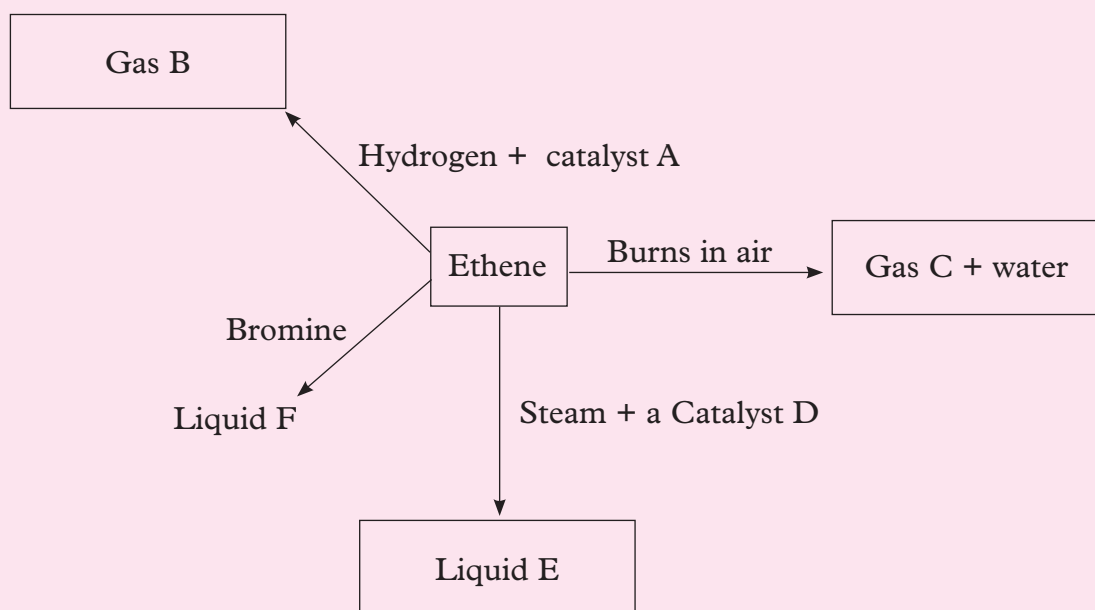 Gas B
Hydrogen + catalyst A
Ethene
Burns in air
Gas C + water
Bromine
Liquid F
Steam + a Catalyst D
Liquid E